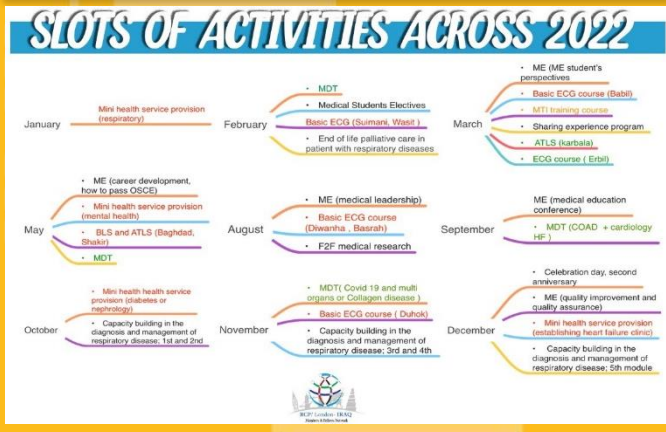 SLOTS OF ACTIVITIES ACROSS 2022
January
Mini health service provision
(respiratory)
February
• MDT
• Medical Students Electives
Basic ECG (Suimani, Wasit )
• End of life palliative care in
patient with respiratory diseases
March
• ME (ME student's
perspectives
• Basic ECG course (Babil)
• MTI training course
• Sharing experience program
• ATLS (karbala)
• ECG course ( Erbil)
May
• ME (career development,
how to pass OSCE)
• Mini health service provision
(mental health)
• BLS and ATLS (Baghdad,
Shakir)
• MDT
August
• ME (medical leadership)
• Basic ECG course
(Diwanha , Basrah)
• F2F medical research
September
ME (medical education
conference)
• MDT (COAD + cardiology
HF )
October
• Mini health health service
provision (diabetes or
nephrology)
• Capacity building in the
diagnosis and management of
respiratory disease; 1st and 2nd
November
• MDT( Covid 19 and multi
organs or Collagen disease )
• Basic ECG course ( Duhok)
• Capacity building in the
diagnosis and management of
respiratory disease; 3rd and 4th
December
• Celebration day, second
anniversary
• ME (quality improvement and
quality assurance)
• Mini health service provision
(establishing heart failure clinic)
• Capacity building in the
diagnosis and management of
respiratory disease; 5th module
RCP/ London - IRAQ
Members & Fellows Network